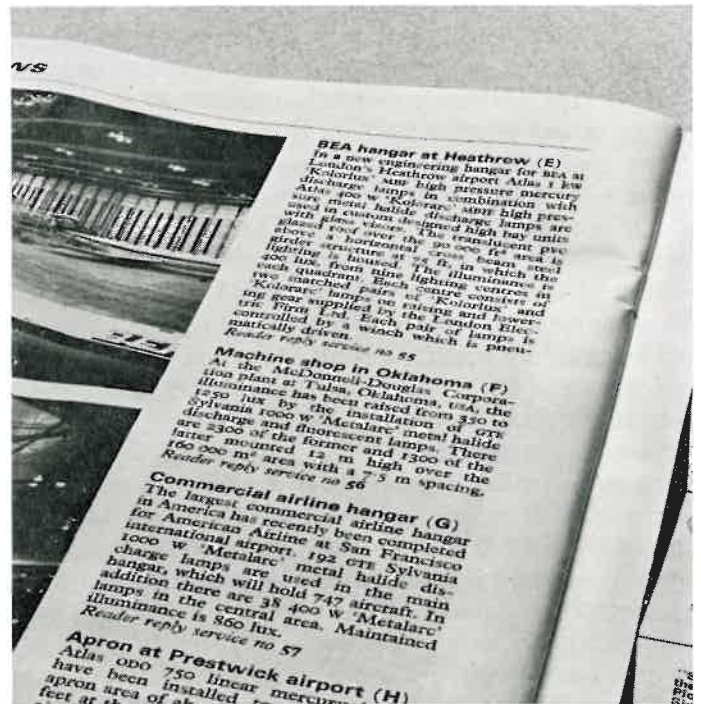 BEA hangar at Heathrow (E)
In a new engineering hangar for BEA at
London's Heathrow airport Atlas 1 kW
'Kolorlux' MBF high pressure mercury
discharge lamps in combination with
Atlas 400 W 'Kolorarc' MBIF high pres-
sure metal halide discharge lamps are
used in custom designed high bay units
with glass visors. The translucent pvc
glazed roof over the 90 000 ft² area is
above a horizontal cross beam steel
girder structure at 75 ft, in which the
lighting is housed. The illuminance is
400 lux, from nine lighting centres in
each quadrant. Each centre consists of
two matched pairs of 'Kolorlux' and
'Kolorarc' lamps on raising and lower-
ing gear supplied by the London Elec-
tric Firm Ltd. Each pair of lamps is
controlled by a winch which is pneu-
matically driven.
Reader reply service no 55
Machine shop in Oklahoma (F)
At the McDonnell-Douglas Corpora-
tion plant at Tulsa, Oklahoma, USA, the
illuminance has been raised from 350 to
1250 lux by the installation of GTE
Sylvania 1000 W 'Metalarc' metal halide
discharge and fluorescent lamps. There
are 2300 of the former and 1300 of the
latter mounted 12 m high over the
160 000 m² area with a 7·5 m spacing.
Reader reply service no 56
Commercial airline hangar (G)
The largest commercial airline hangar
in America has recently been completed
for American Airline at San Francisco
international airport. 192 GTE Sylvania
1000 W 'Metalarc' metal halide dis-
charge lamps are used in the main
hangar, which will hold 747 aircraft. In
addition there are 38 400 W 'Metalarc'
lamps in the central area. Maintained
illuminance is 860 lux.
Reader reply service no 57
Apron at Prestwick airport (H)
Atlas ODO 750 linear mercury
have been installed
apron area of
feet at the